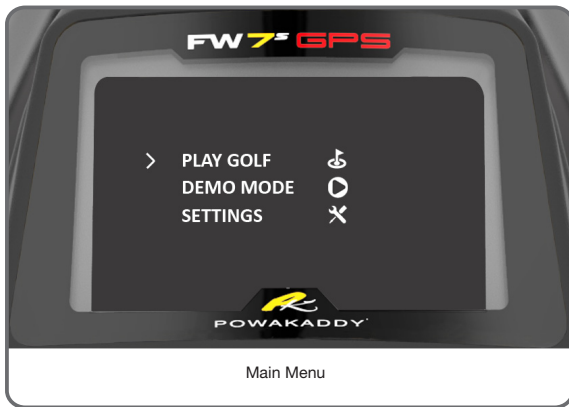 FW7s GPS
> PLAY GOLF
DEMO MODE
SETTINGS
POWAKADDY
Main Menu